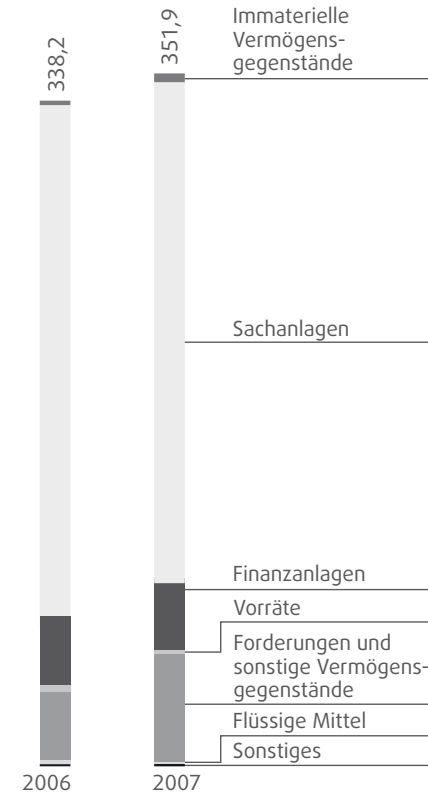 338,2
351,9
Immaterielle
Vermögens-
gegenstände
Sachanlagen
Finanzanlagen
Vorräte
Forderungen und
sonstige Vermögens-
gegenstände
Flüssige Mittel
Sonstiges
2006
2007